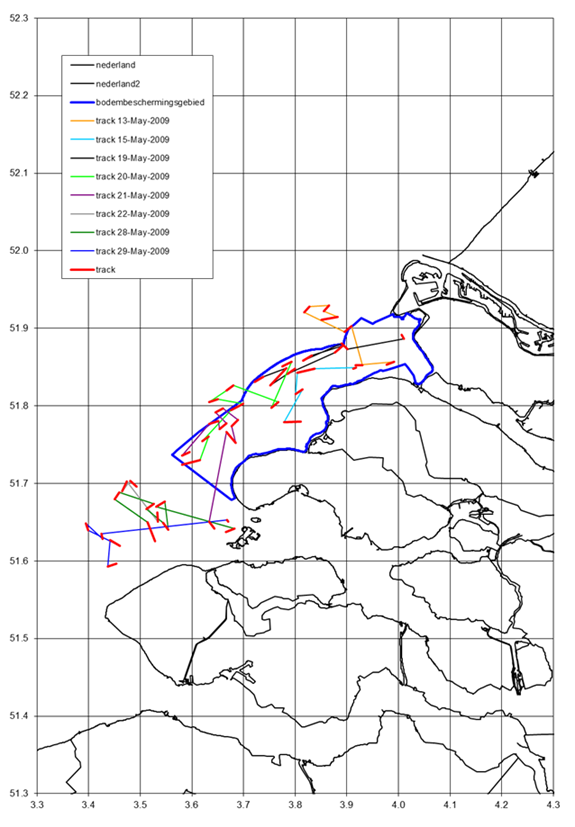 52.3
nederland
nederland2
bodembeschermingsgebied
track 13-May-2009
track 15-May-2009
track 19-May-2009
track 20-May-2009
track 21-May-2009
track 22-May-2009
track 28-May-2009
track 29-May-2009
track
52.2
52.1
52.0
51.9
51.8
51.7
51.6
51.5
51.4
51.3
3.3 3.4 3.5 3.6 3.7 3.8 3.9 4.0 4.1 4.2 4.3